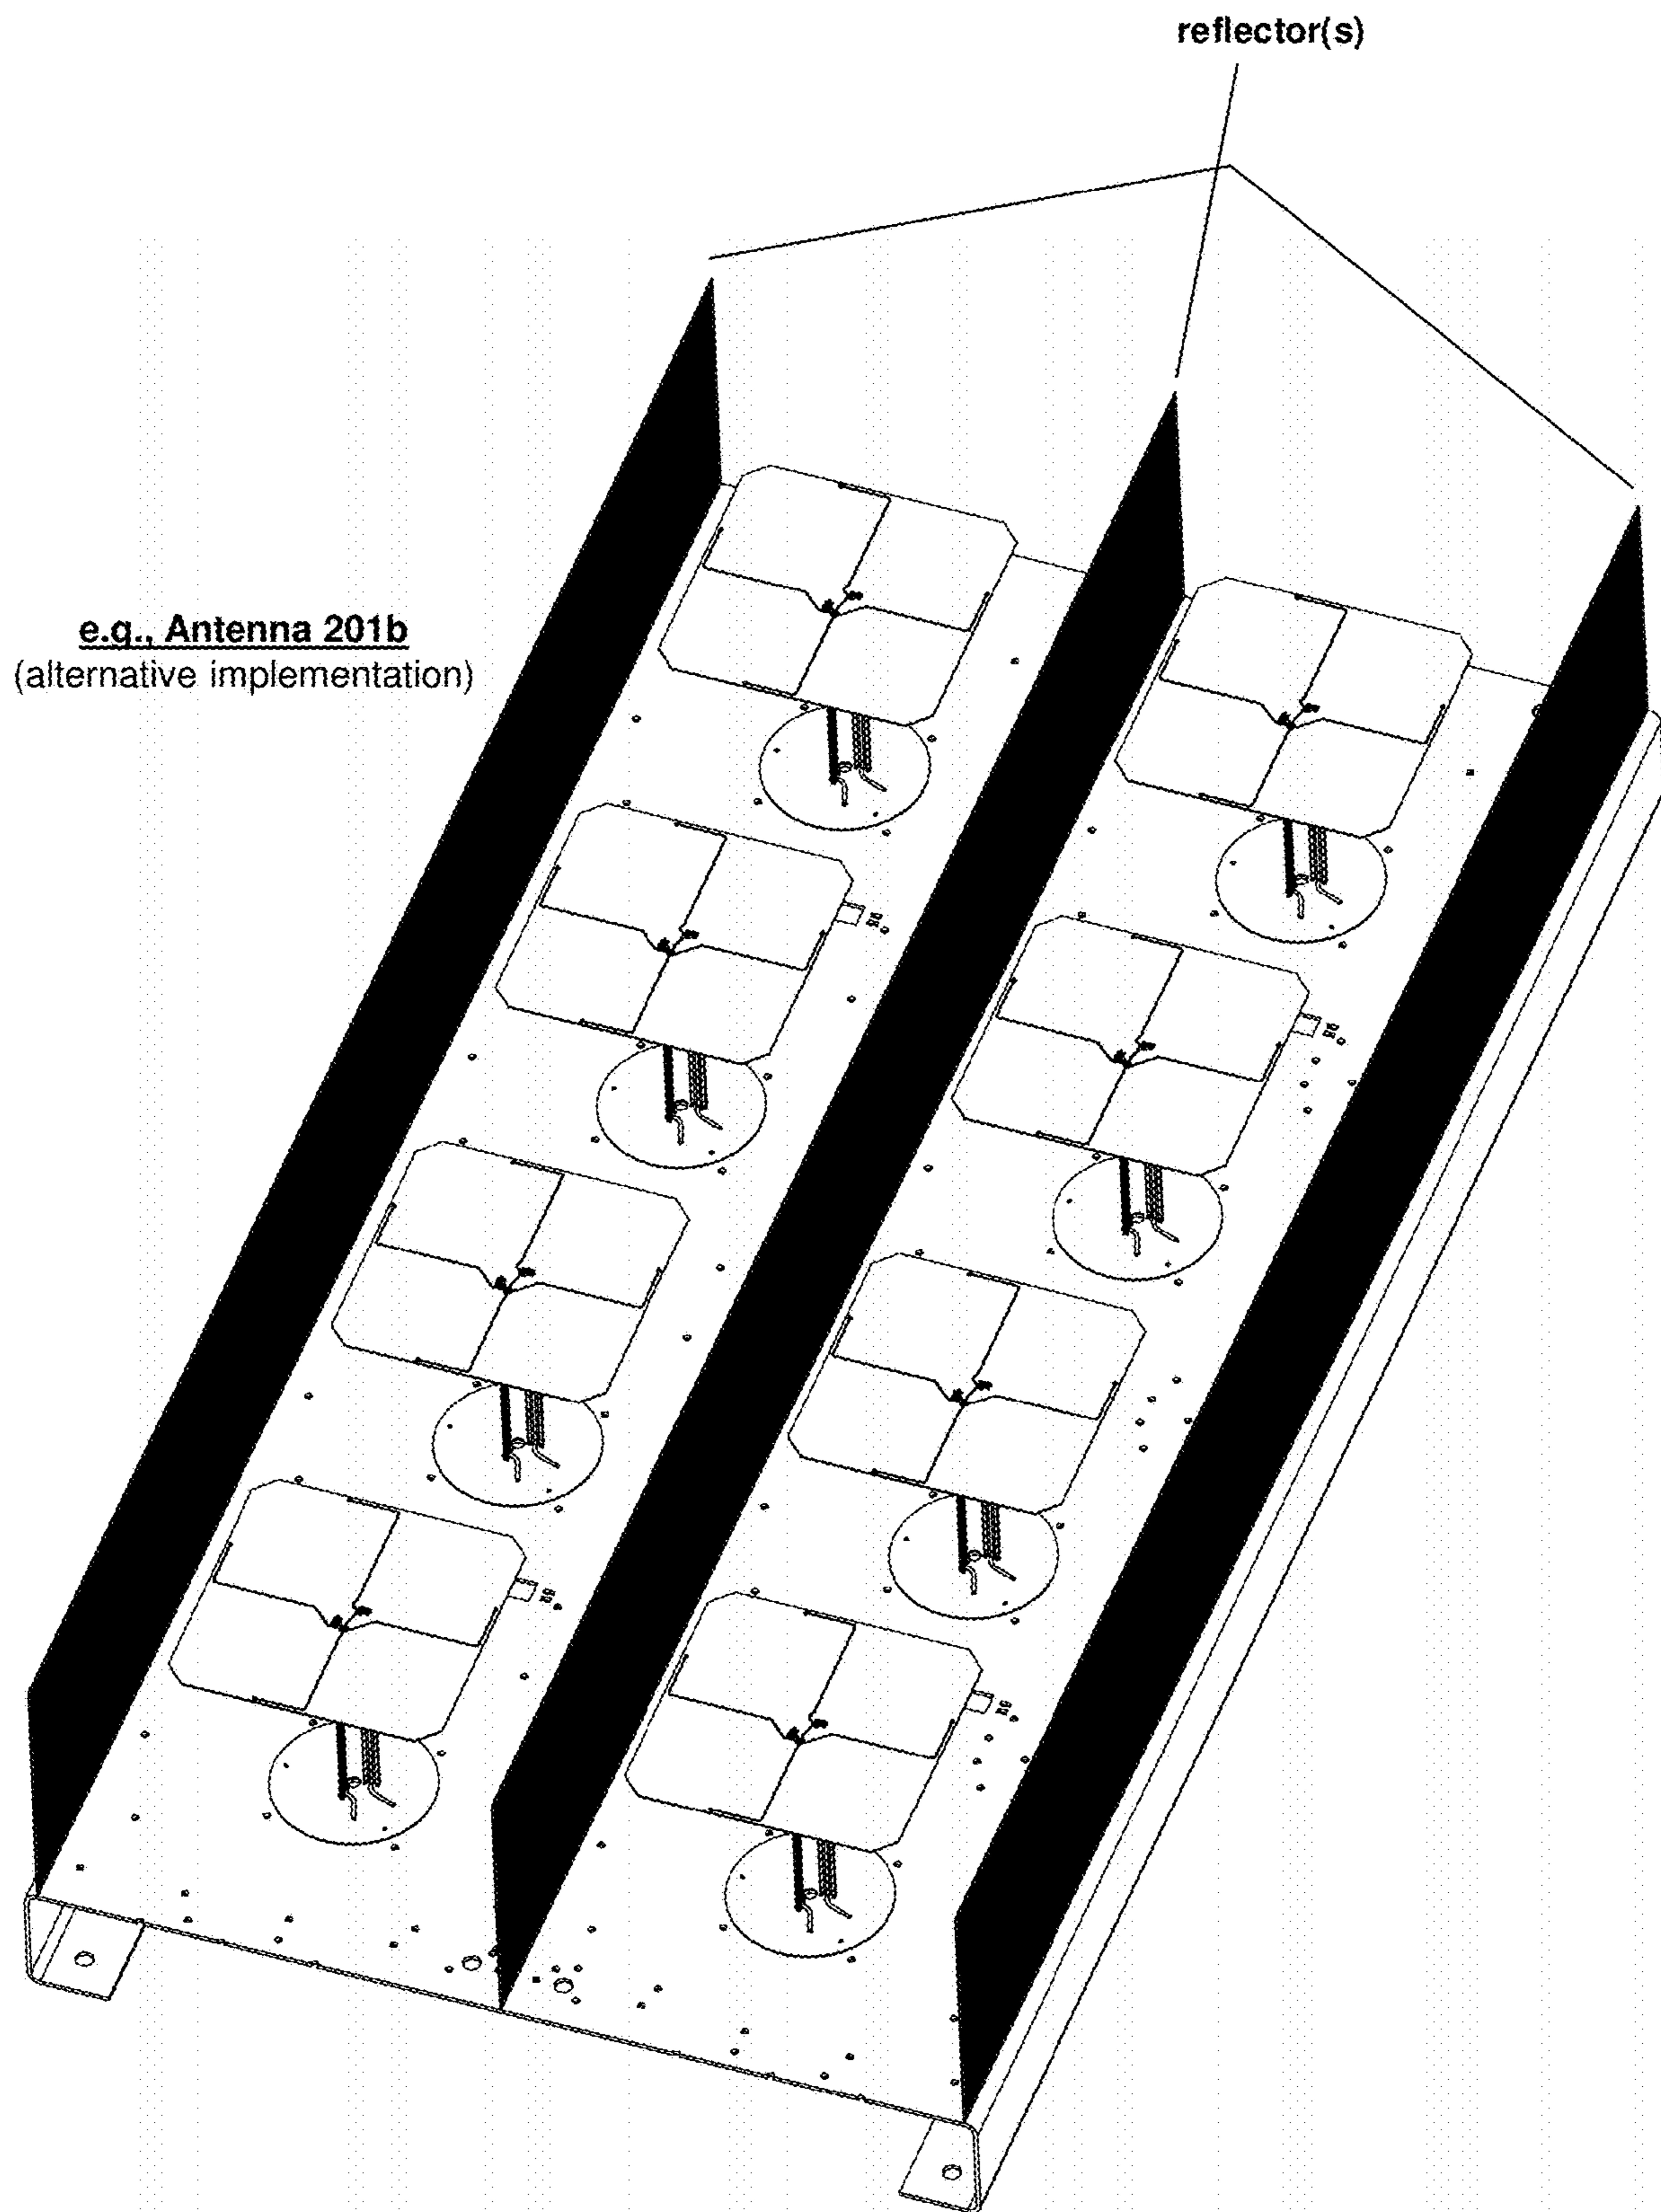 reflector(s)
e.g., Antenna 201b
(alternative implementation)